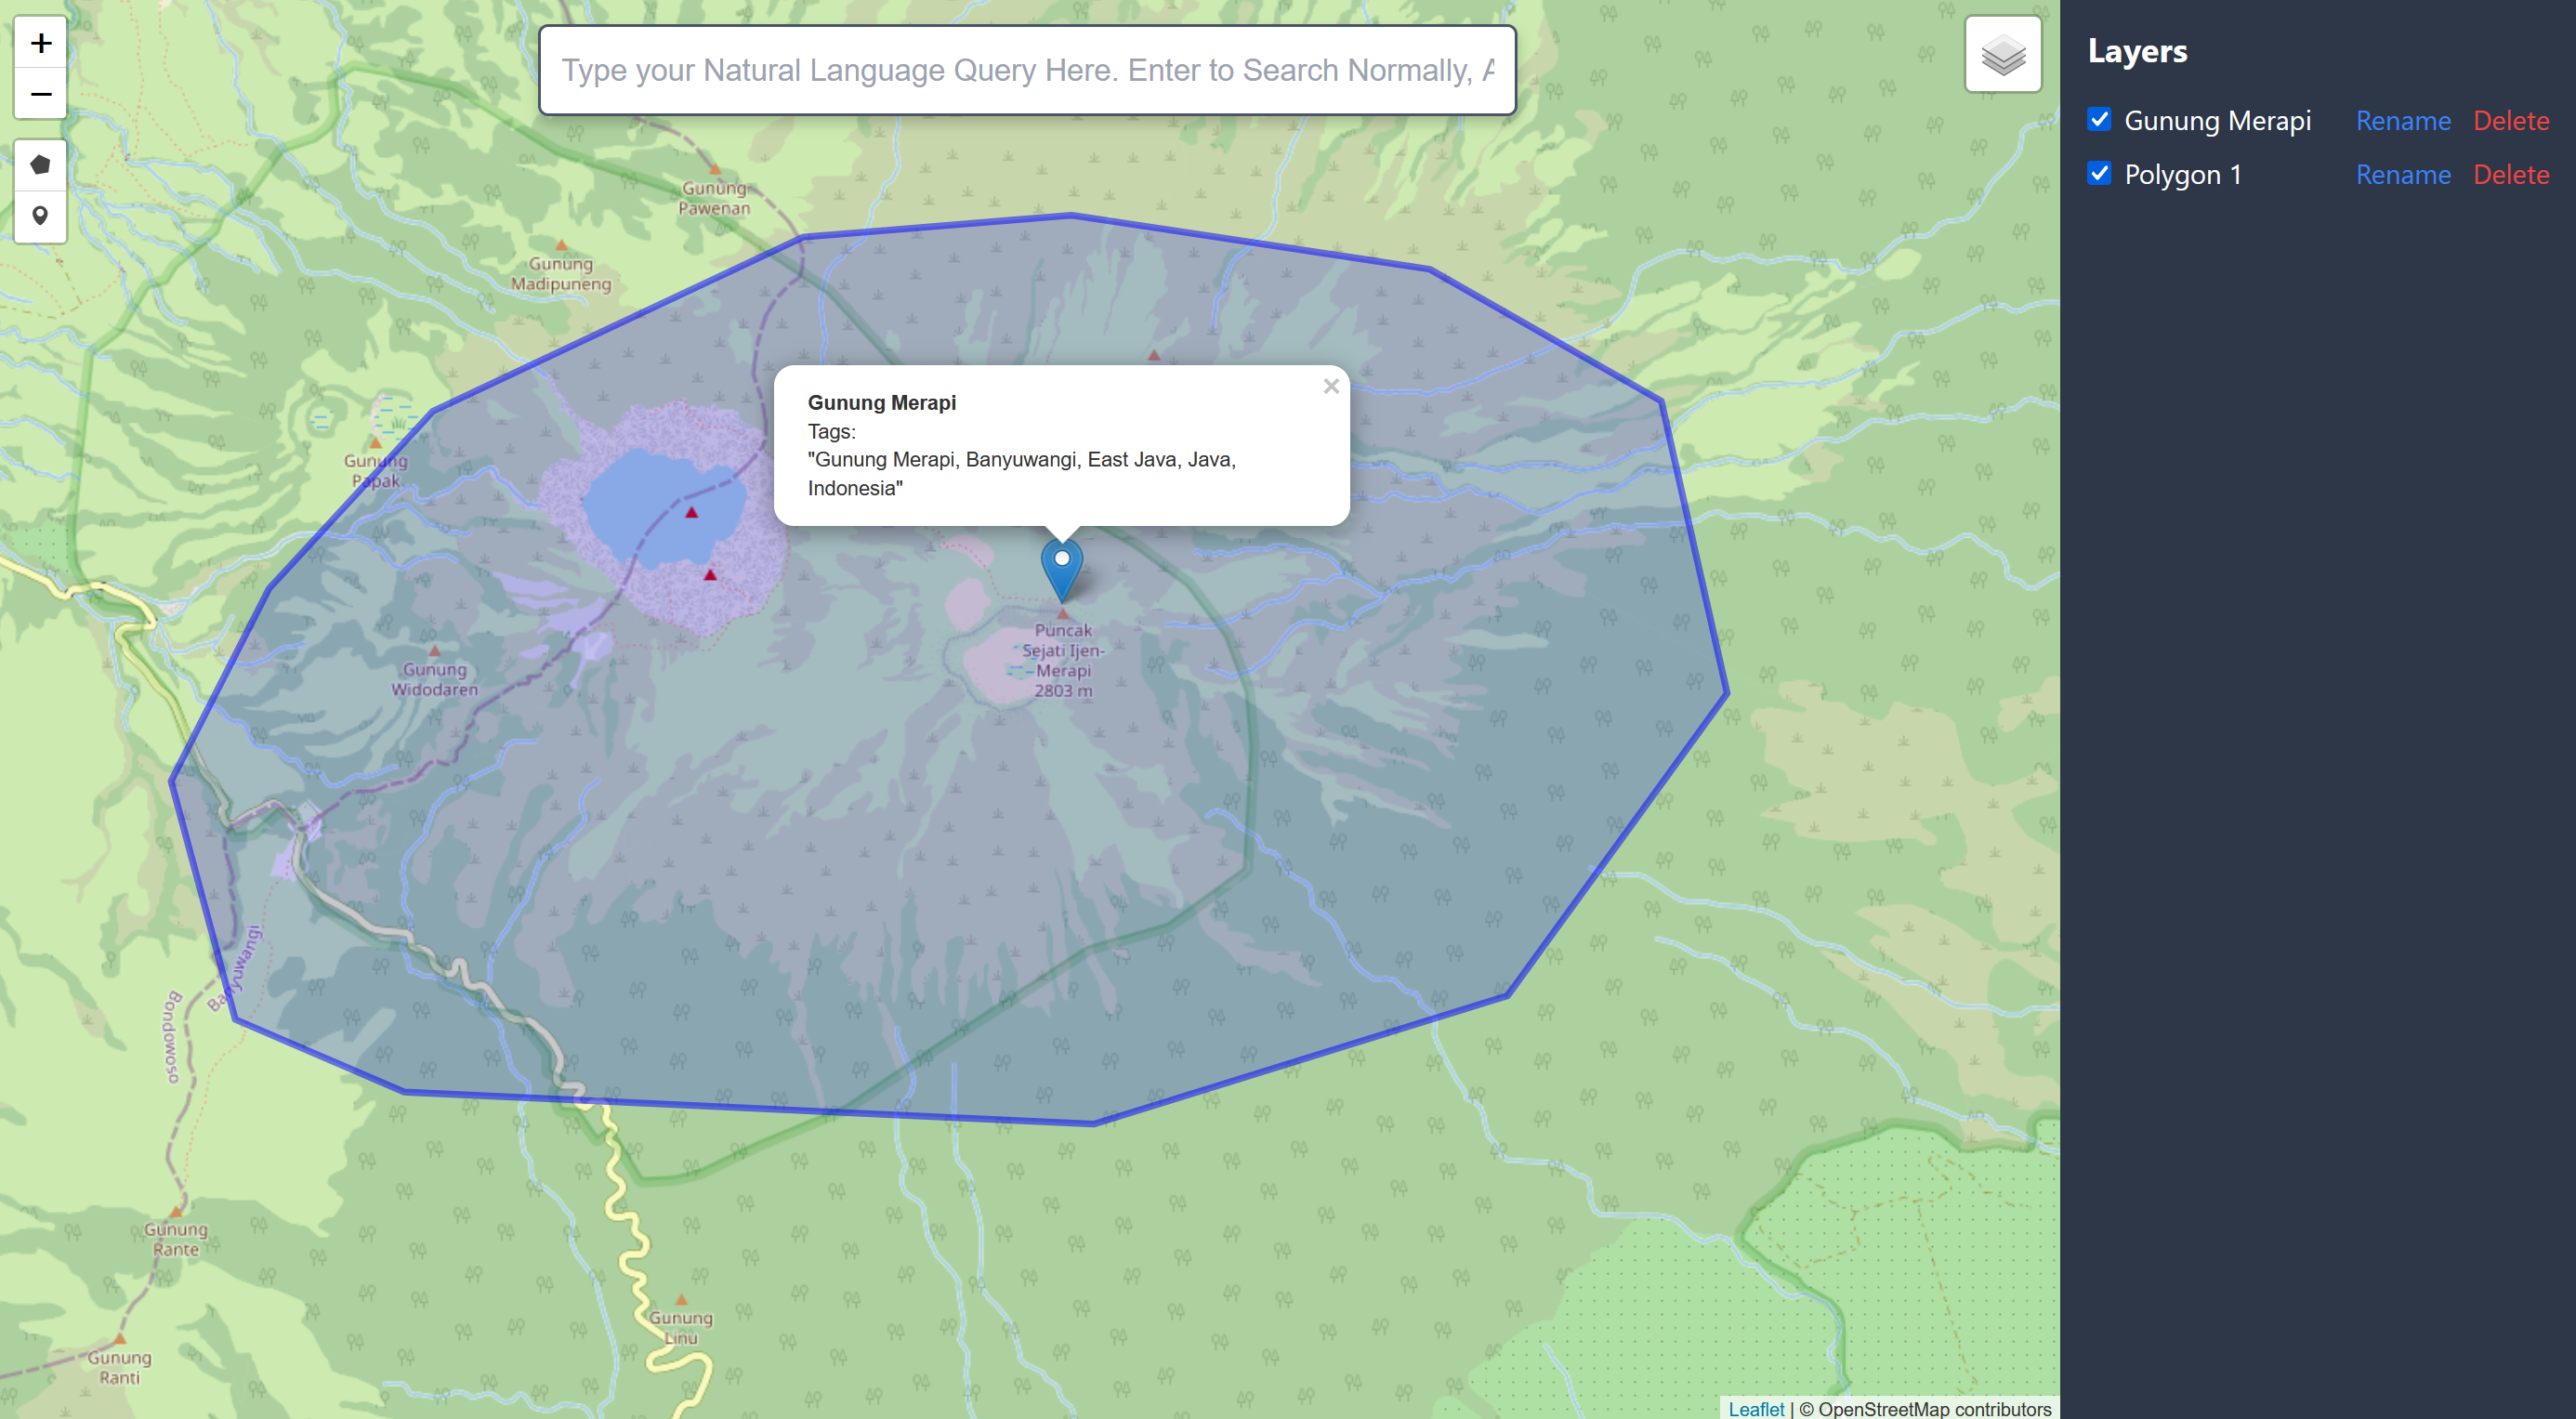 +
−
Type your Natural Language Query Here. Enter to Search Normally, A
Layers
Gunung Merapi Rename Delete
Polygon 1 Rename Delete
Gunung
Pawenan
Gunung
Madipuneng
Gunung
Papak
Gunung Merapi
Tags:
"Gunung Merapi, Banyuwangi, East Java, Java,
Indonesia"
×
Puncak
Sejati Ijen-
Merapi
2803 m
Gunung
Widodaren
Banyuwangi
Bondowoso
Gunung
Rante
Gunung
Linu
Gunung
Ranti
Leaflet | © OpenStreetMap contributors